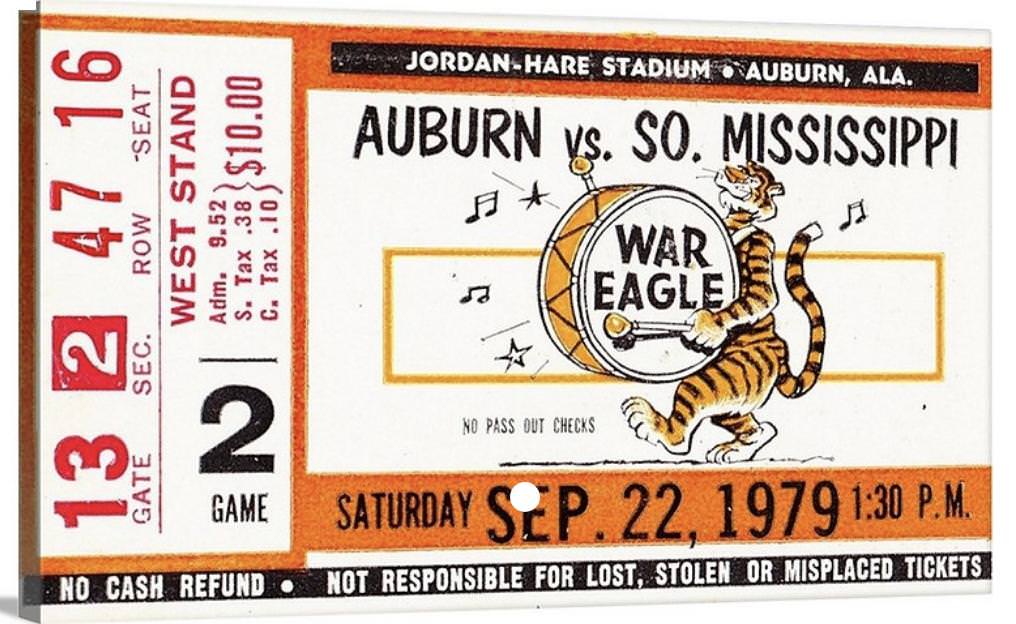 13 2 47 16
GATE SEC. ROW SEAT
WEST STAND
Adm. 9.52
S. Tax .38
C. Tax .10
$10.00
2
GAME
JORDAN-HARE STADIUM • AUBURN, ALA.
AUBURN vs. SO. MISSISSIPPI
WAR
EAGLE
NO PASS OUT CHECKS
SATURDAY SEP. 22, 1979 1:30 P.M.
NO CASH REFUND • NOT RESPONSIBLE FOR LOST, STOLEN OR MISPLACED TICKETS